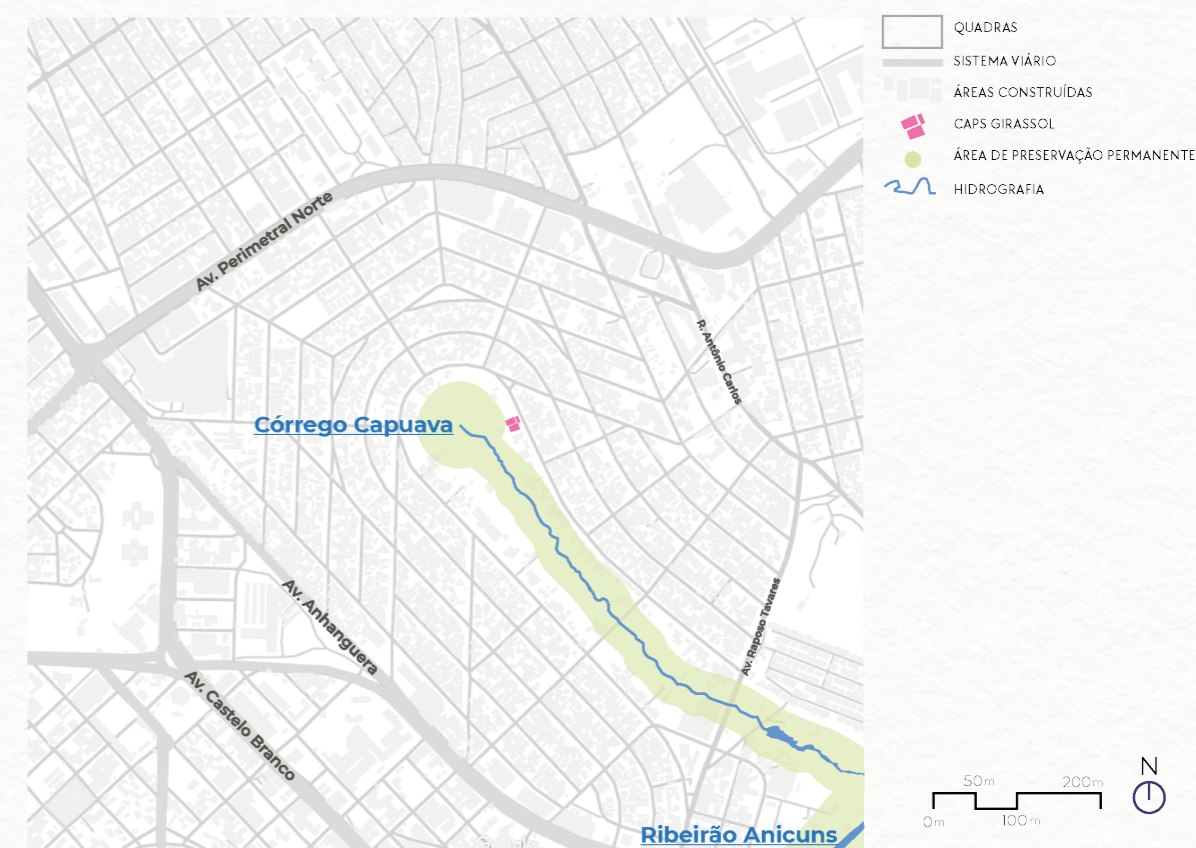 QUADRAS
SISTEMA VIÁRIO
ÁREAS CONSTRUÍDAS
CAPS GIRASSOL
ÁREA DE PRESERVAÇÃO PERMANENTE
HIDROGRAFIA
Av. Perimetral Norte
R. Antônio Carlos
Córrego Capuava
Av. Anhanguera
Av. Raposo Tavares
Av. Castelo Branco
Ribeirão Anicuns
N
50m
200m
0m
100m